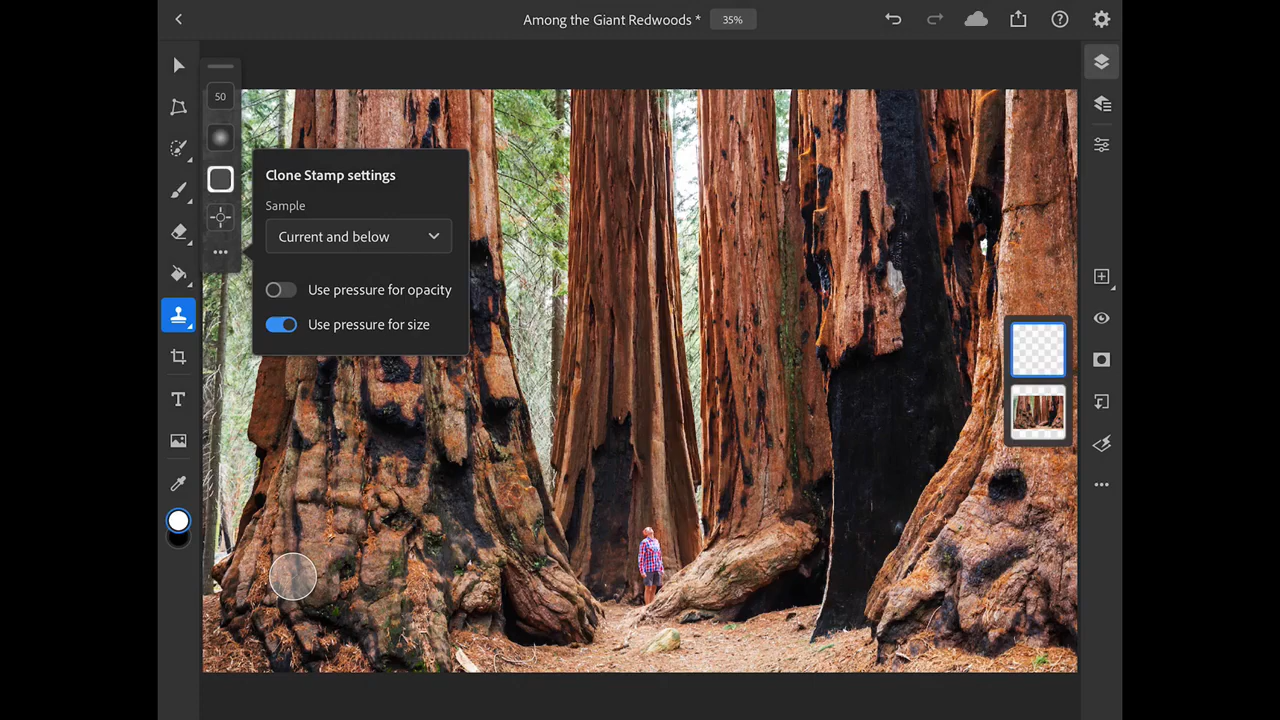 Among the Giant Redwoods *
35%
50
Clone Stamp settings
Sample
Current and below
Use pressure for opacity
Use pressure for size